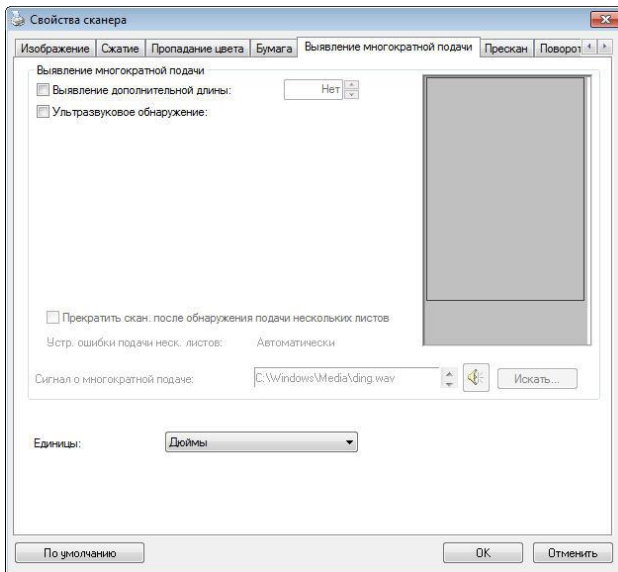 Свойства сканера
Изображение Сжатие Пропадание цвета Бумага Выявление многократной подачи Прескан Поворот
Выявление многократной подачи
Выявление дополнительной длины: Нет
Ультразвуковое обнаружение:
Прекратить скан. после обнаружения подачи нескольких листов
Устр. ошибки подачи неск. листов: Автоматически
Сигнал о многократной подаче: C:\Windows\Media\ding.wav Искать...
Единицы: Дюймы
По умолчанию OK Отменить